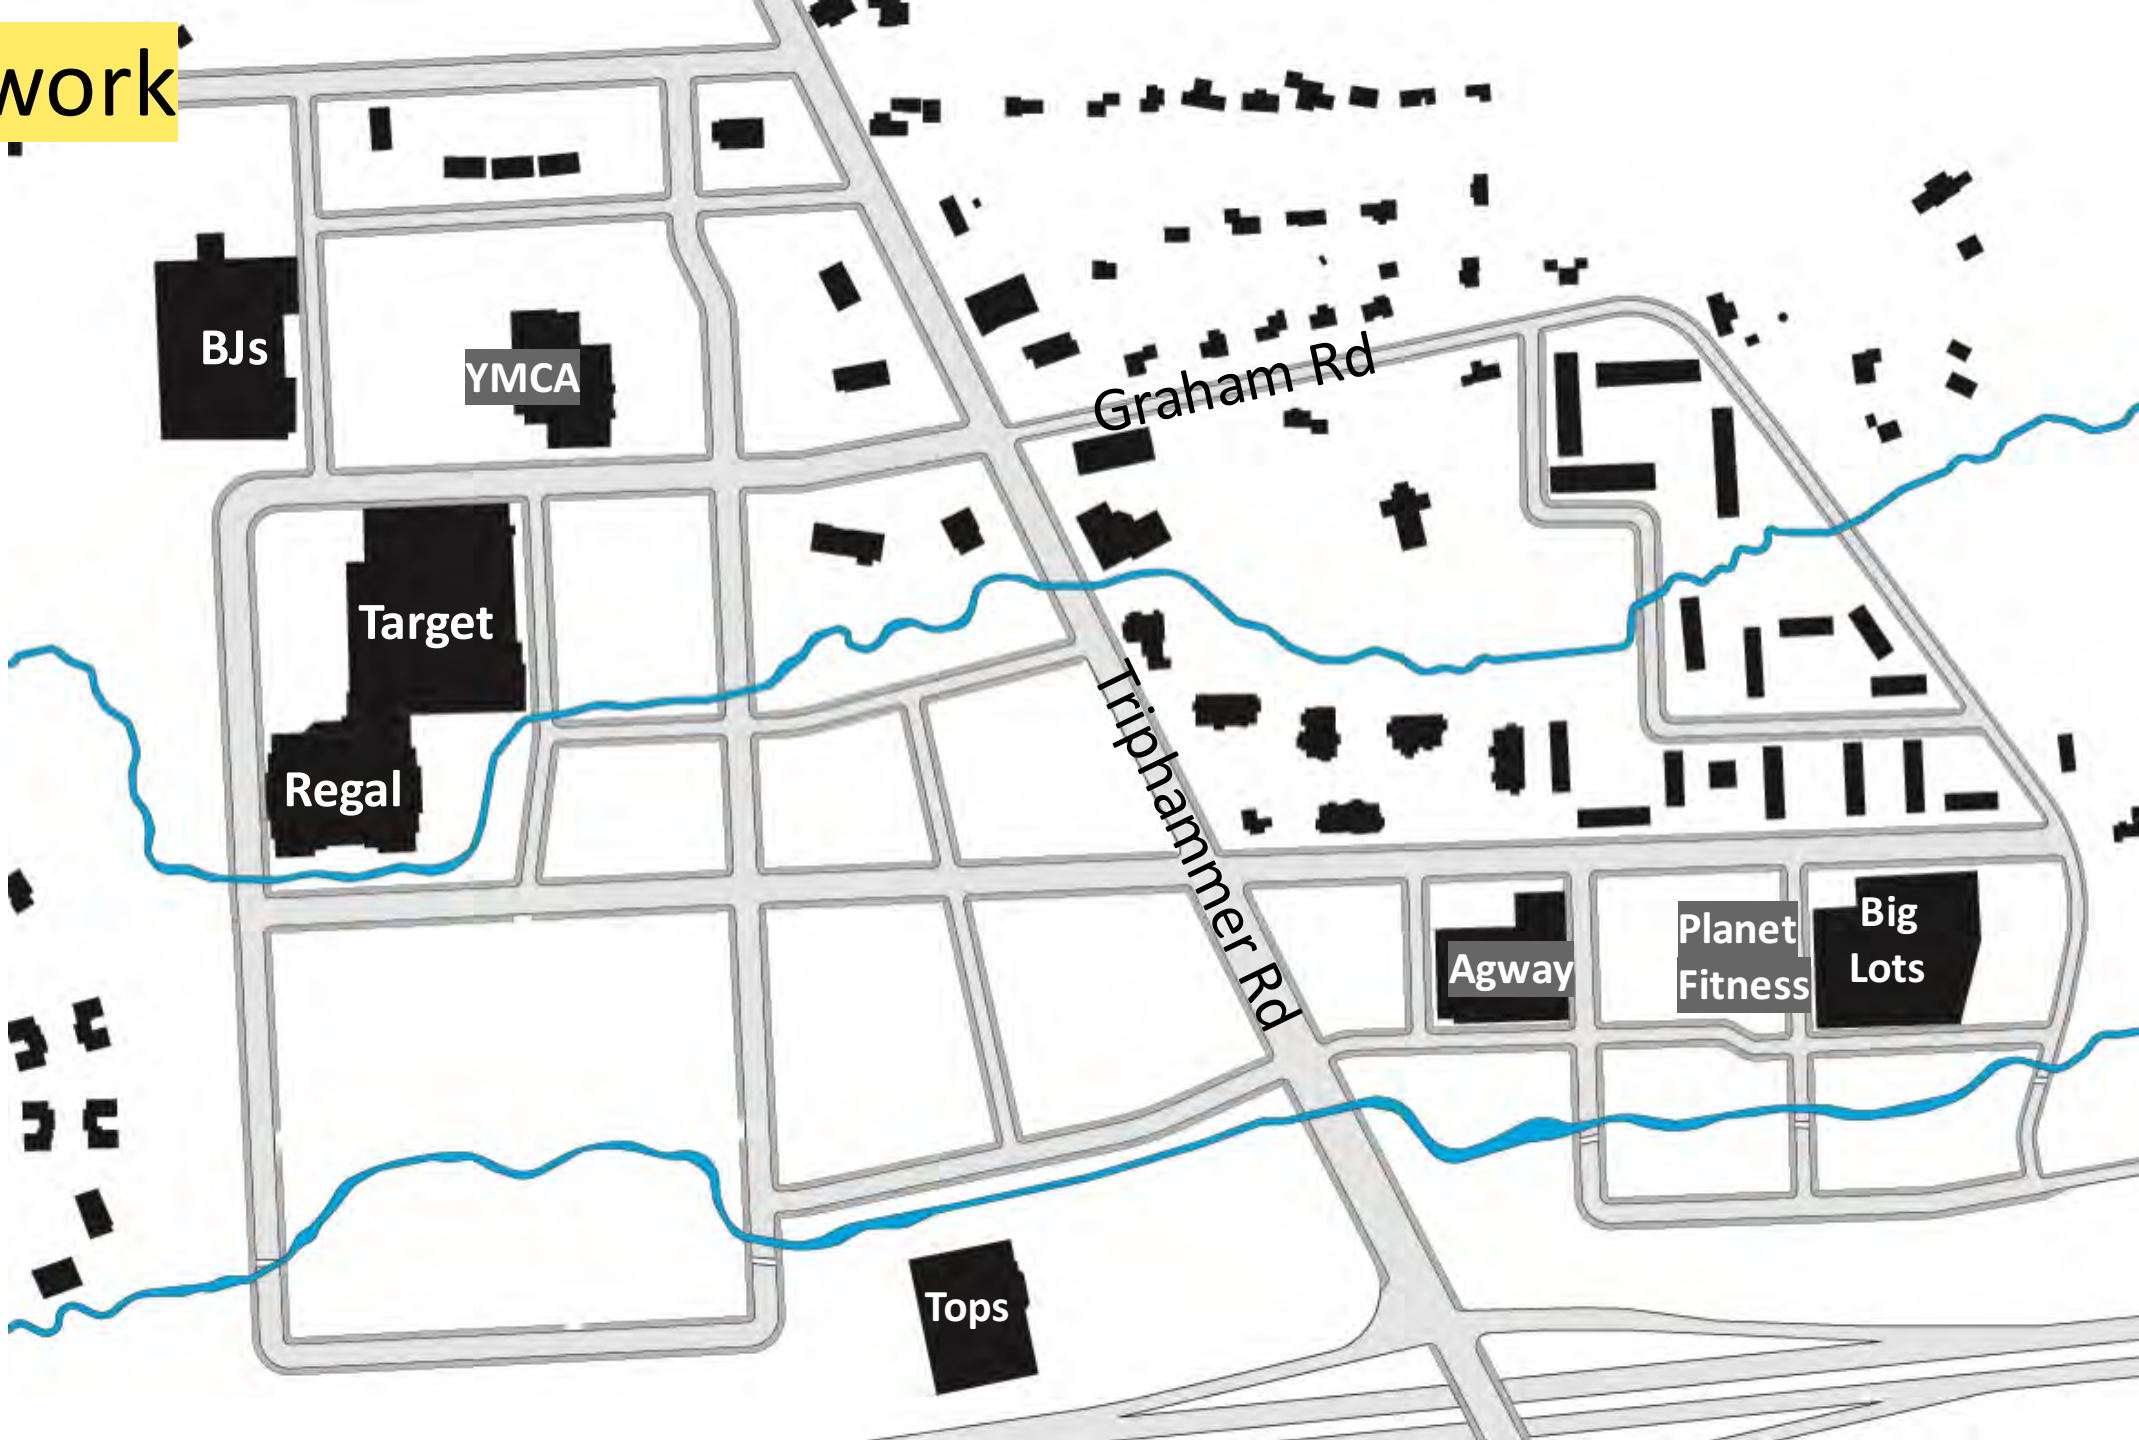 work
BJs
YMCA
Graham Rd
Target
Regal
Triphammer Rd
Agway
Planet
Fitness
Big
Lots
Tops